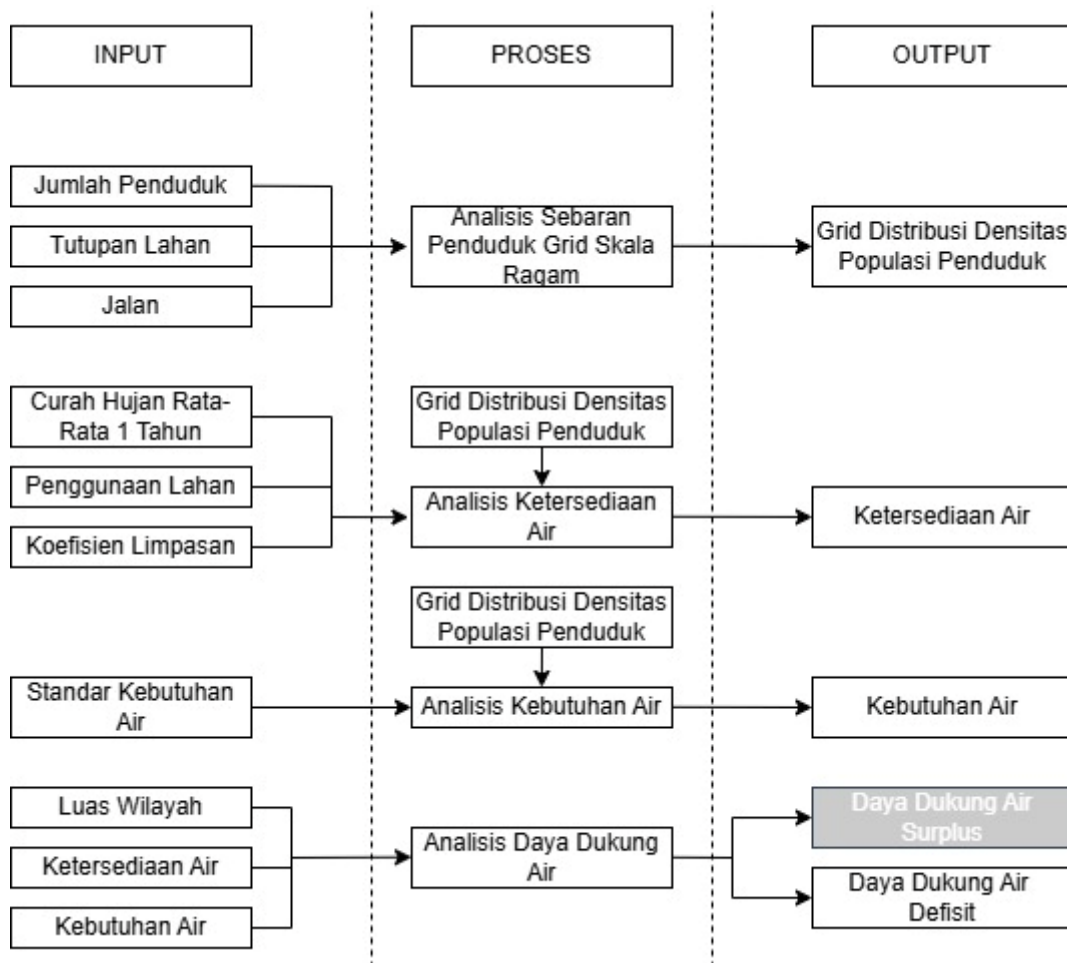 INPUT
PROSES
OUTPUT
Jumlah Penduduk
Tutupan Lahan
Jalan
Analisis Sebaran
Penduduk Grid Skala
Ragam
Grid Distribusi Densitas
Populasi Penduduk
Curah Hujan Rata-
Rata 1 Tahun
Penggunaan Lahan
Koefisien Limpasan
Grid Distribusi Densitas
Populasi Penduduk
Analisis Ketersediaan
Air
Ketersediaan Air
Grid Distribusi Densitas
Populasi Penduduk
Standar Kebutuhan
Air
Analisis Kebutuhan Air
Kebutuhan Air
Luas Wilayah
Ketersediaan Air
Kebutuhan Air
Analisis Daya Dukung
Air
Daya Dukung Air
Surplus
Daya Dukung Air
Defisit